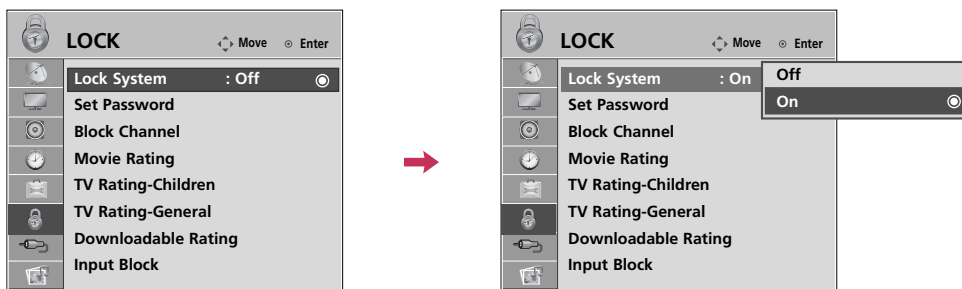 LOCK Move Enter
Lock System : Off
Set Password
Block Channel
Movie Rating
TV Rating-Children
TV Rating-General
Downloadable Rating
Input Block
LOCK Move Enter
Lock System : On
Set Password
Block Channel
Movie Rating
TV Rating-Children
TV Rating-General
Downloadable Rating
Input Block
Off
On